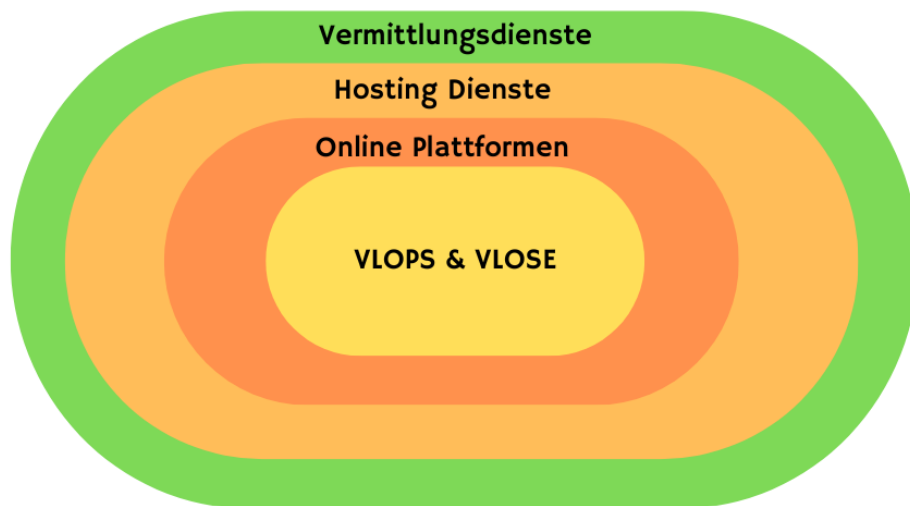 Vermittlungsdienste
Hosting Dienste
Online Plattformen
VLOPS & VLOSE